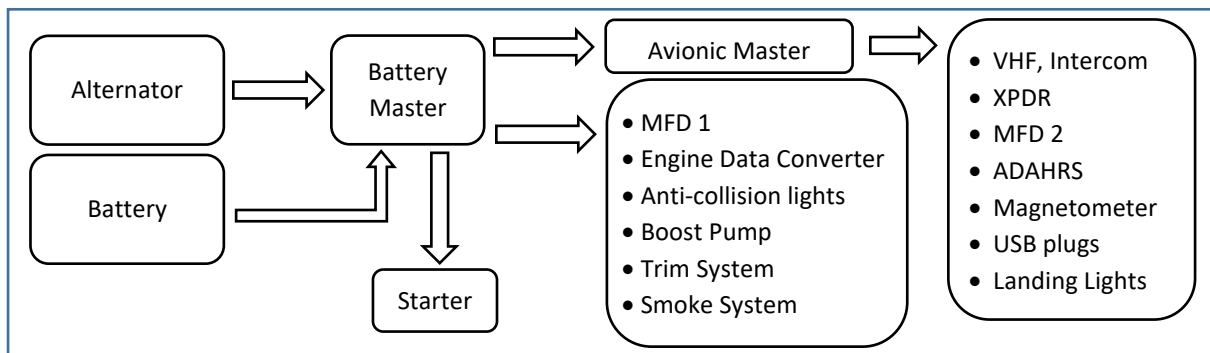 Alternator
Battery
Battery
Master
Starter
Avionic Master
• MFD 1
• Engine Data Converter
• Anti-collision lights
• Boost Pump
• Trim System
• Smoke System
• VHF, Intercom
• XPDR
• MFD 2
• ADAHRS
• Magnetometer
• USB plugs
• Landing Lights